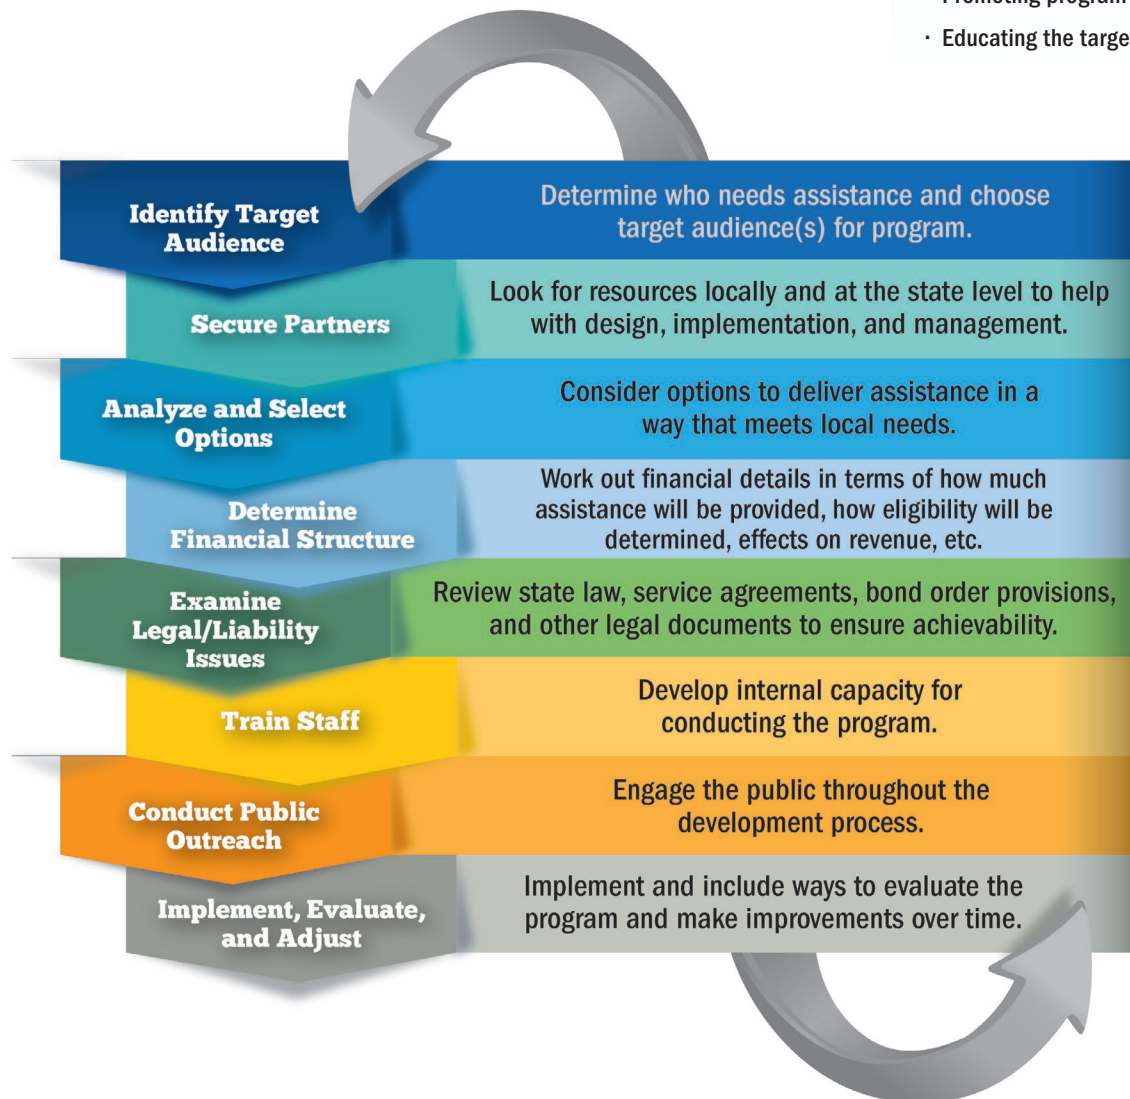 Promoting program
· Educating the targe
Identify Target
Audience
Determine who needs assistance and choose
target audience(s) for program.
Secure Partners
Look for resources locally and at the state level to help
with design, implementation, and management.
Analyze and Select
Options
Consider options to deliver assistance in a
way that meets local needs.
Determine
Financial Structure
Work out financial details in terms of how much
assistance will be provided, how eligibility will be
determined, effects on revenue, etc.
Examine
Legal/Liability
Issues
Review state law, service agreements, bond order provisions,
and other legal documents to ensure achievability.
Train Staff
Develop internal capacity for
conducting the program.
Conduct Public
Outreach
Engage the public throughout the
development process.
Implement, Evaluate,
and Adjust
Implement and include ways to evaluate the
program and make improvements over time.